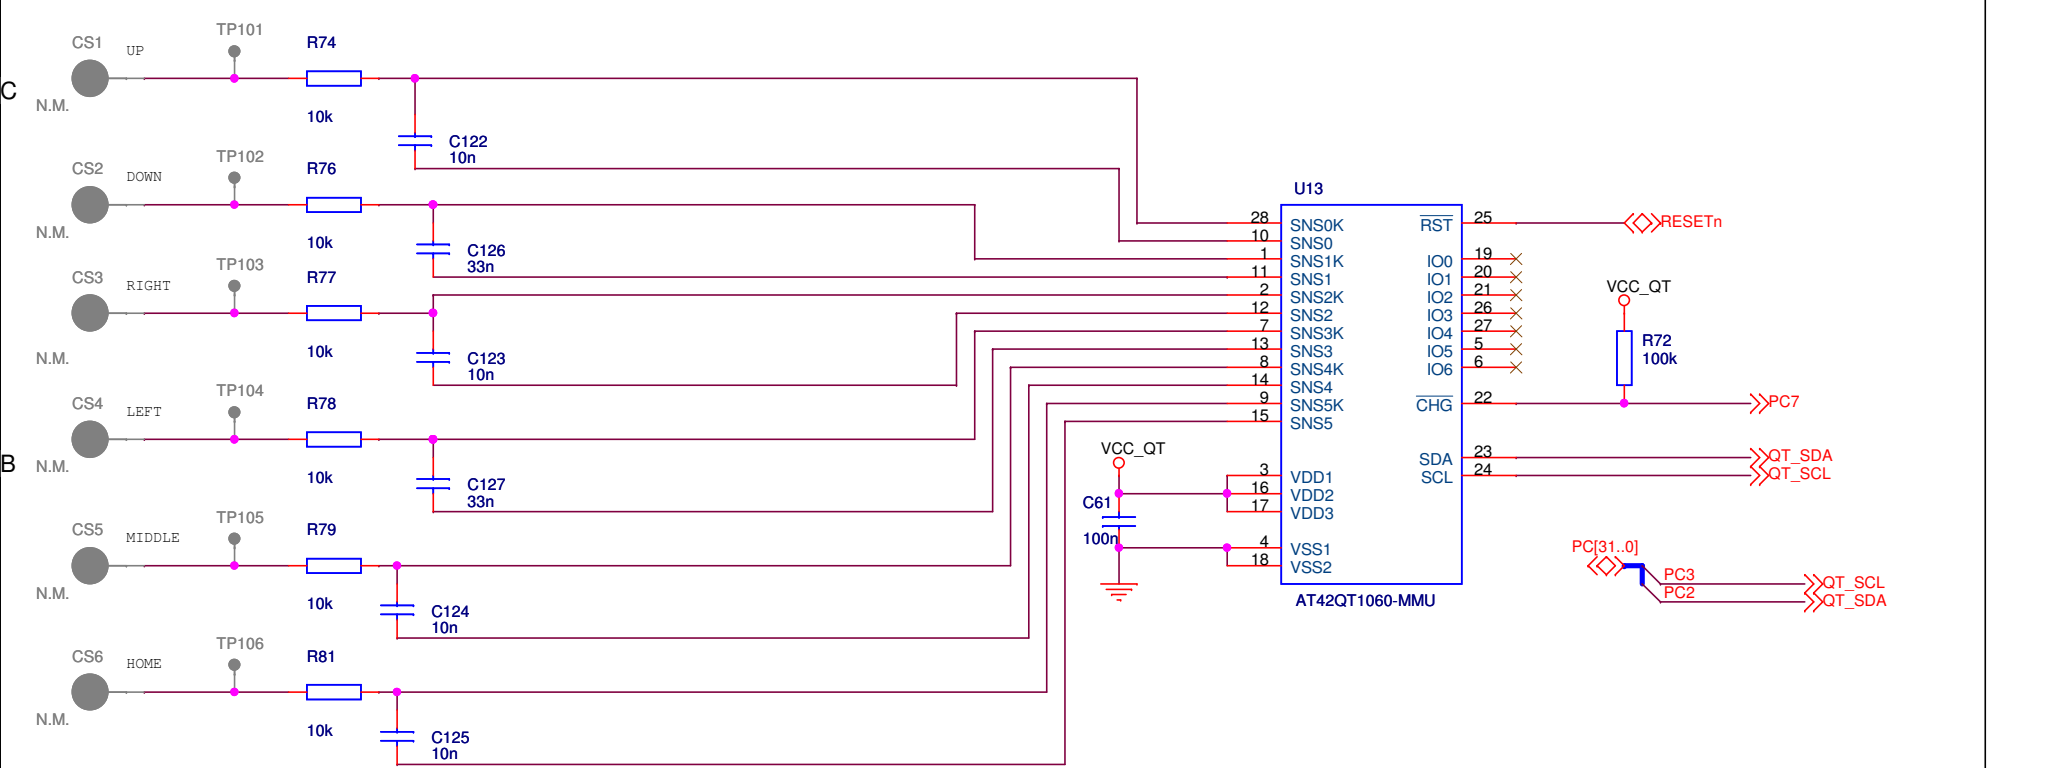 C
CS1
UP
N.M.
TP101
R74
10k
C122
10n
CS2
DOWN
N.M.
TP102
R76
10k
C126
33n
CS3
RIGHT
N.M.
TP103
R77
10k
C123
10n
B
CS4
LEFT
N.M.
TP104
R78
10k
C127
33n
CS5
MIDDLE
N.M.
TP105
R79
10k
C124
10n
CS6
HOME
N.M.
TP106
R81
10k
C125
10n
VCC_QT
C61
100n
U13
28 SNS0K
10 SNS0
1 SNS1K
11 SNS1
2 SNS2K
12 SNS2
7 SNS3K
13 SNS3
8 SNS4K
14 SNS4
9 SNS5K
15 SNS5
3 VDD1
16 VDD2
17 VDD3
4 VSS1
18 VSS2
RST 25 RESETn
IO0 19
IO1 20
IO2 21
IO3 26
IO4 27
IO5 5
IO6 6
CHG 22 PC7
SDA 23 QT_SDA
SCL 24 QT_SCL
AT42QT1060-MMU
VCC_QT
R72
100k
PC[31..0]
PC3 QT_SCL
PC2 QT_SDA